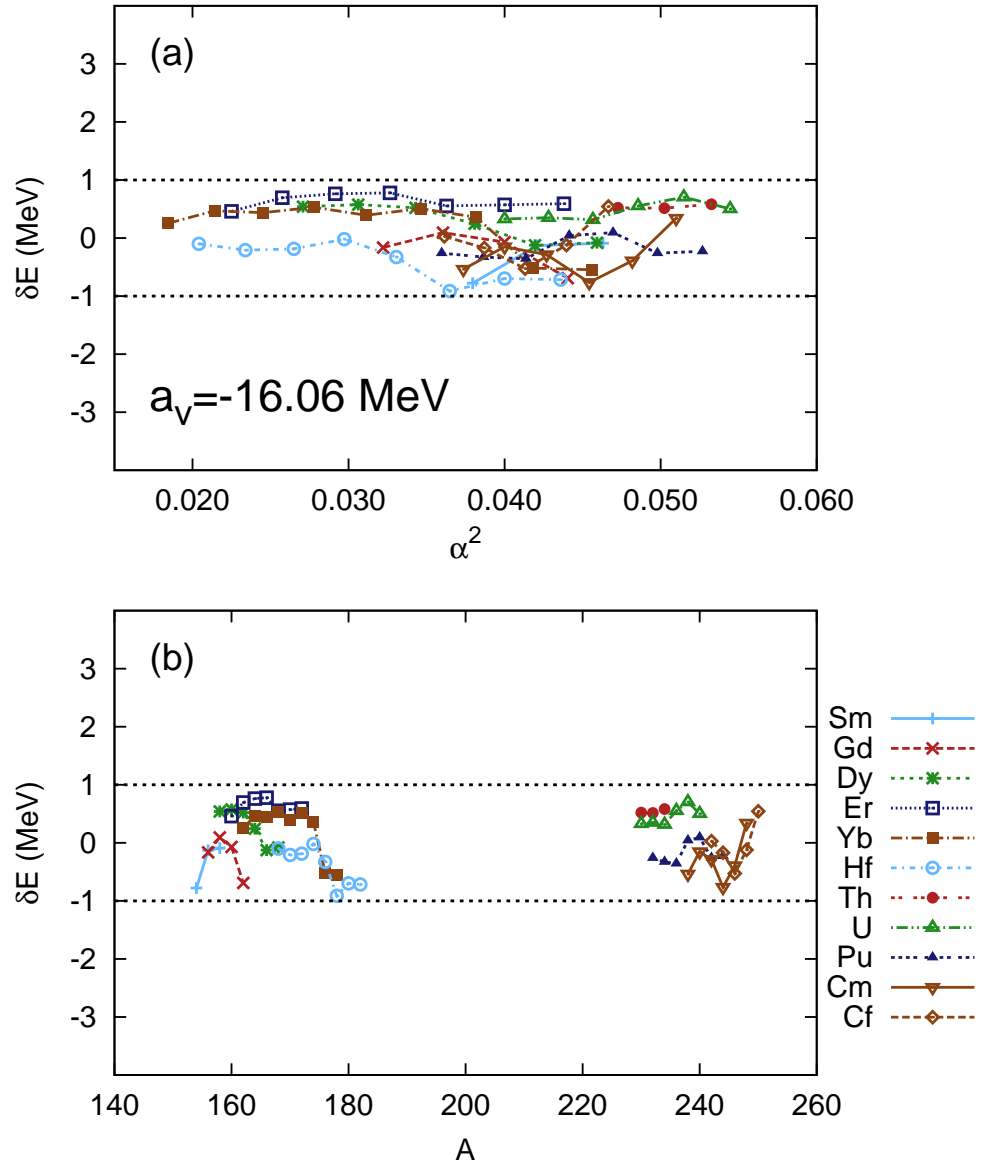 (a)
3
2
1
0
-1
-2
-3
δE (MeV)
a_V=-16.06 MeV
0.020 0.030 0.040 0.050 0.060
α²
(b)
3
2
1
0
-1
-2
-3
δE (MeV)
140 160 180 200 220 240 260
A
Sm
Gd
Dy
Er
Yb
Hf
Th
U
Pu
Cm
Cf